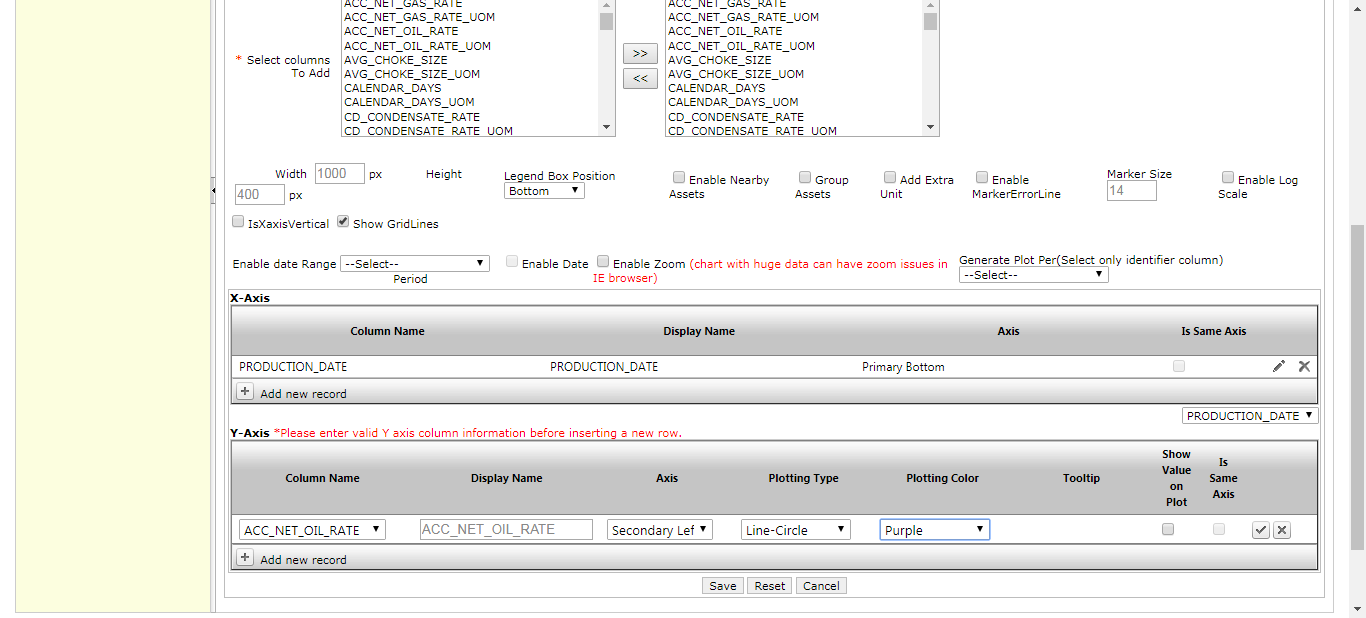 ACC_NET_GAS_RATE ACC_NET_GAS_RATE
ACC_NET_GAS_RATE_UOM ACC_NET_GAS_RATE_UOM
ACC_NET_OIL_RATE ACC_NET_OIL_RATE
ACC_NET_OIL_RATE_UOM >> ACC_NET_OIL_RATE_UOM
* Select columns AVG_CHOKE_SIZE AVG_CHOKE_SIZE
To Add AVG_CHOKE_SIZE_UOM << AVG_CHOKE_SIZE_UOM
CALENDAR_DAYS CALENDAR_DAYS
CALENDAR_DAYS_UOM CALENDAR_DAYS_UOM
CD_CONDENSATE_RATE CD_CONDENSATE_RATE
CD_CONDENSATE_RATE_UOM CD_CONDENSATE_RATE_UOM
Width 1000 px Height Legend Box Position Enable Nearby Group Add Extra Enable Marker Size Enable Log
400 px Bottom Assets Assets Unit MarkerErrorLine 14 Scale
IsXaxisVertical Show GridLines
Enable date Range --Select-- Enable Date Enable Zoom (chart with huge data can have zoom issues in Generate Plot Per(Select only identifier column)
Period IE browser) --Select--
X-Axis
Column Name Display Name Axis Is Same Axis
PRODUCTION_DATE PRODUCTION_DATE Primary Bottom
+ Add new record
PRODUCTION_DATE
Y-Axis *Please enter valid Y axis column information before inserting a new row.
Column Name Display Name Axis Plotting Type Plotting Color Tooltip Show Value on Plot Is Same Axis
ACC_NET_OIL_RATE ACC_NET_OIL_RATE Secondary Lef Line-Circle Purple
+ Add new record
Save Reset Cancel